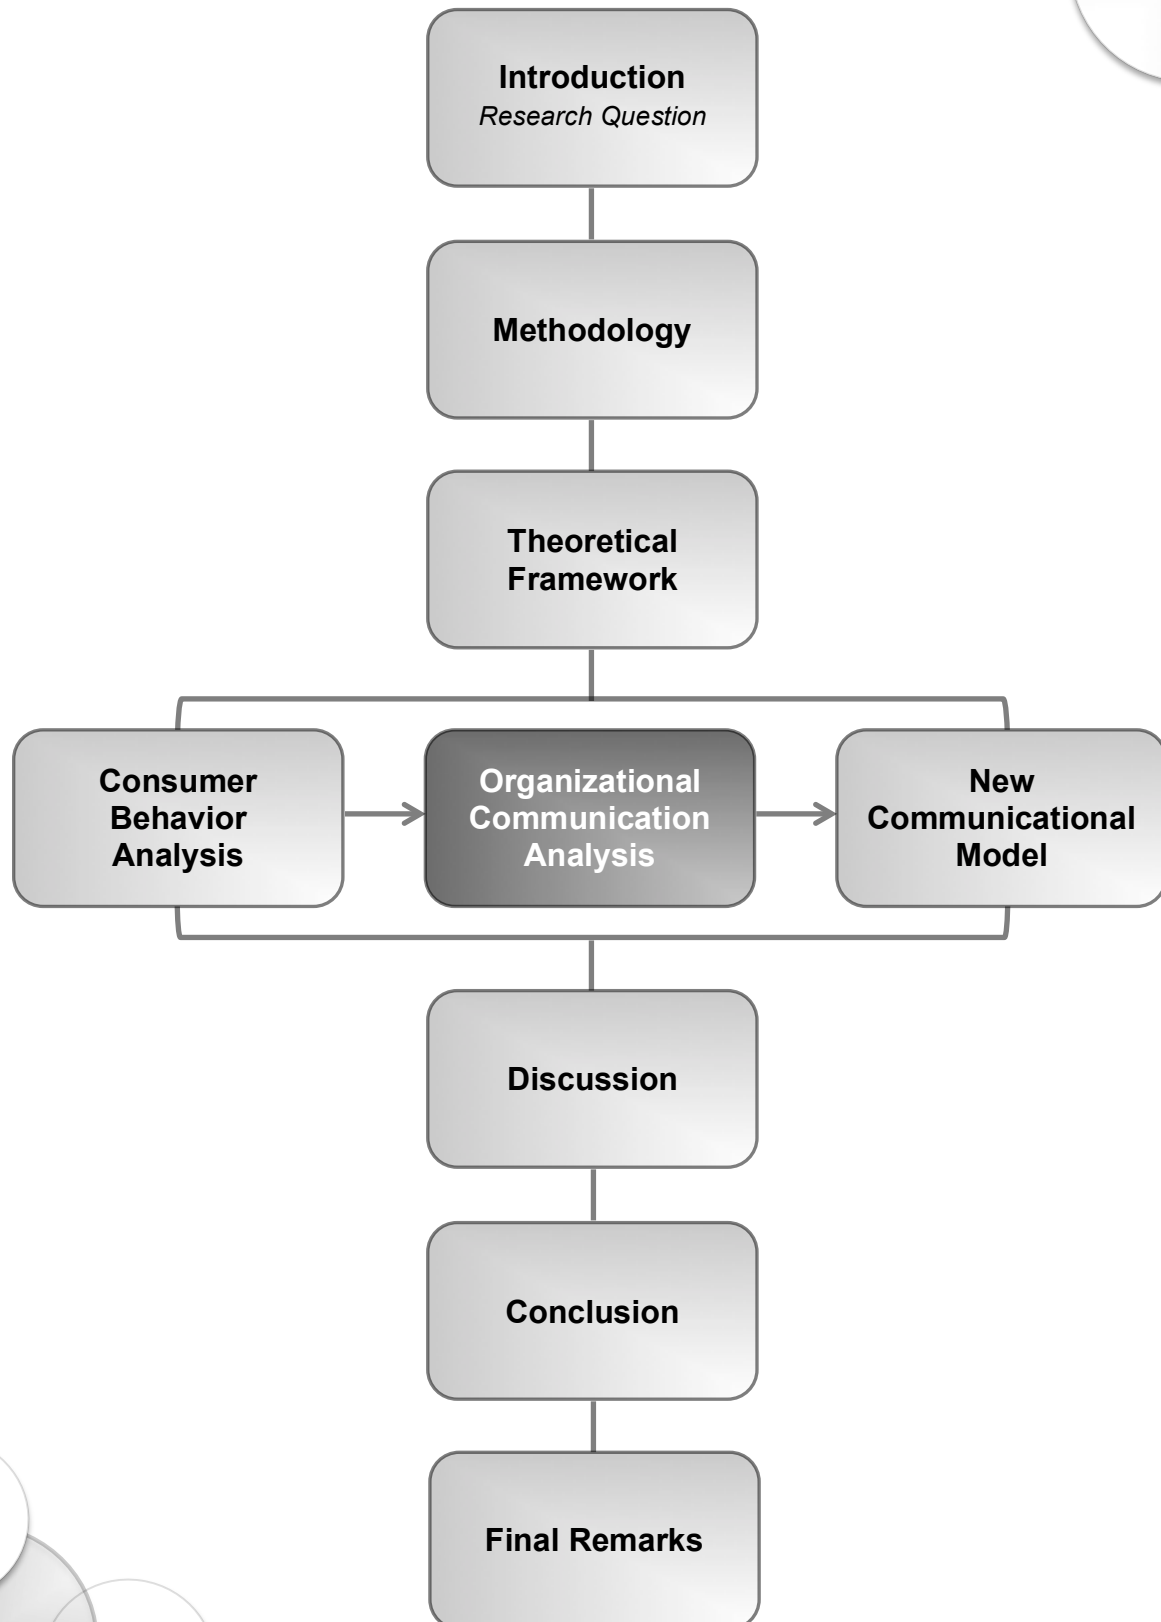 Introduction
Research Question
Methodology
Theoretical
Framework
Consumer
Behavior
Analysis
Organizational
Communication
Analysis
New
Communicational
Model
Discussion
Conclusion
Final Remarks